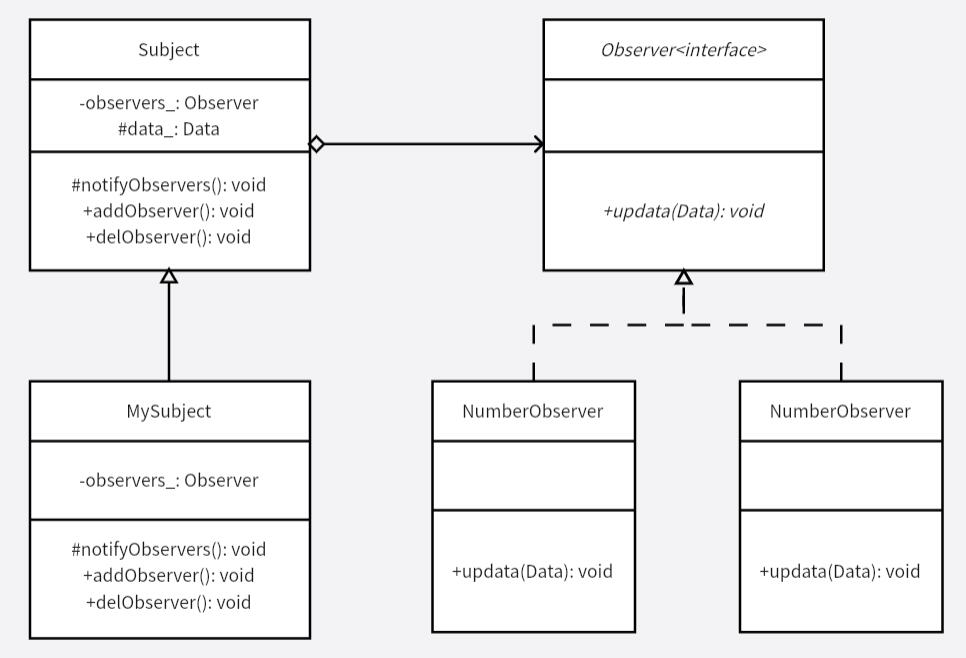 Subject
-observers_: Observer
#data_: Data
#notifyObservers(): void
+addObserver(): void
+delObserver(): void
Observer<interface>
+updata(Data): void
MySubject
-observers_: Observer
#notifyObservers(): void
+addObserver(): void
+delObserver(): void
NumberObserver
+updata(Data): void
NumberObserver
+updata(Data): void